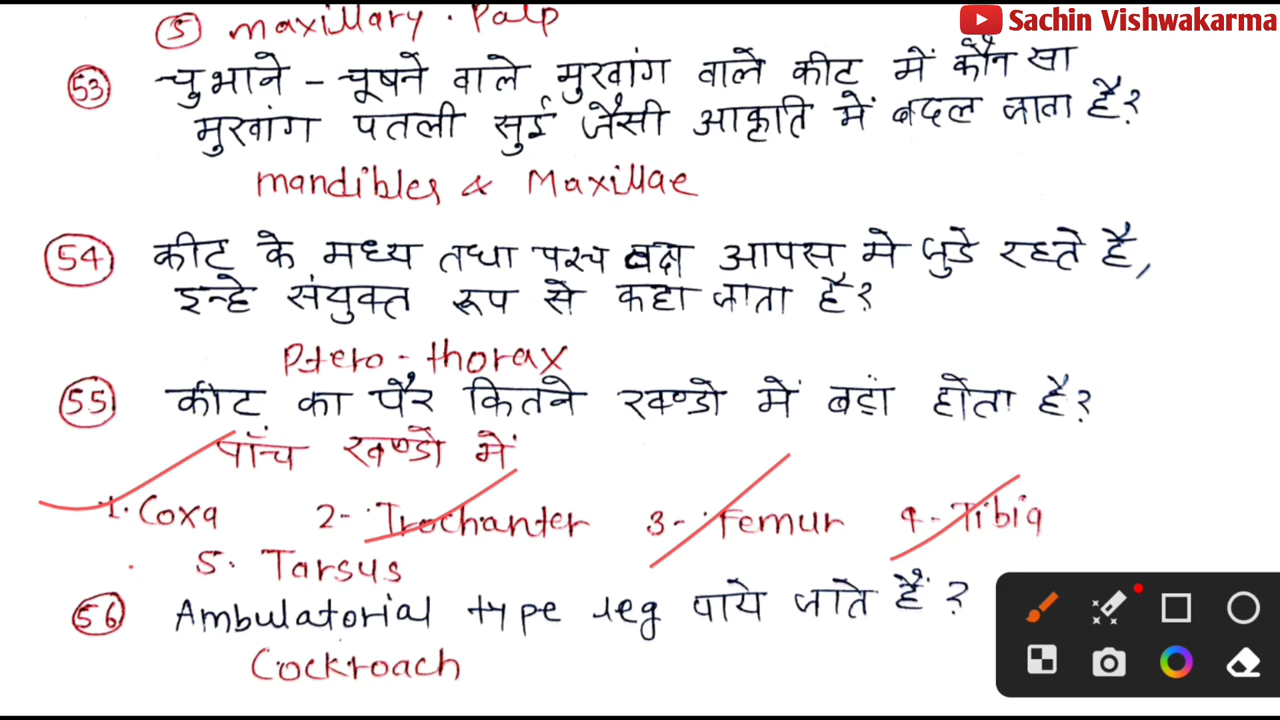 Sachin Vishwakarma
⑤ maxillary. Palp
53 चुभाने - चूषने वाले मुखांग वाले कीट में कौन सा
मुखांग पतली सुई जैसी आकृति में बदल जाता है?
mandibles & Maxillae
54 कीट के मध्य तथा पश्च वक्ष आपस मे जुडे रहते है,
इन्हे संयुक्त रूप से कहा जाता है?
Ptero - thorax
55 कीट का पैर कितने खण्डो में बटां होता है?
पाँच खण्डो में
1. Coxa 2- Trochanter 3- Femur 4- Tibia
5. Tarsus
56 Ambulatorial type leg पाये जाते हैं?
Cockroach